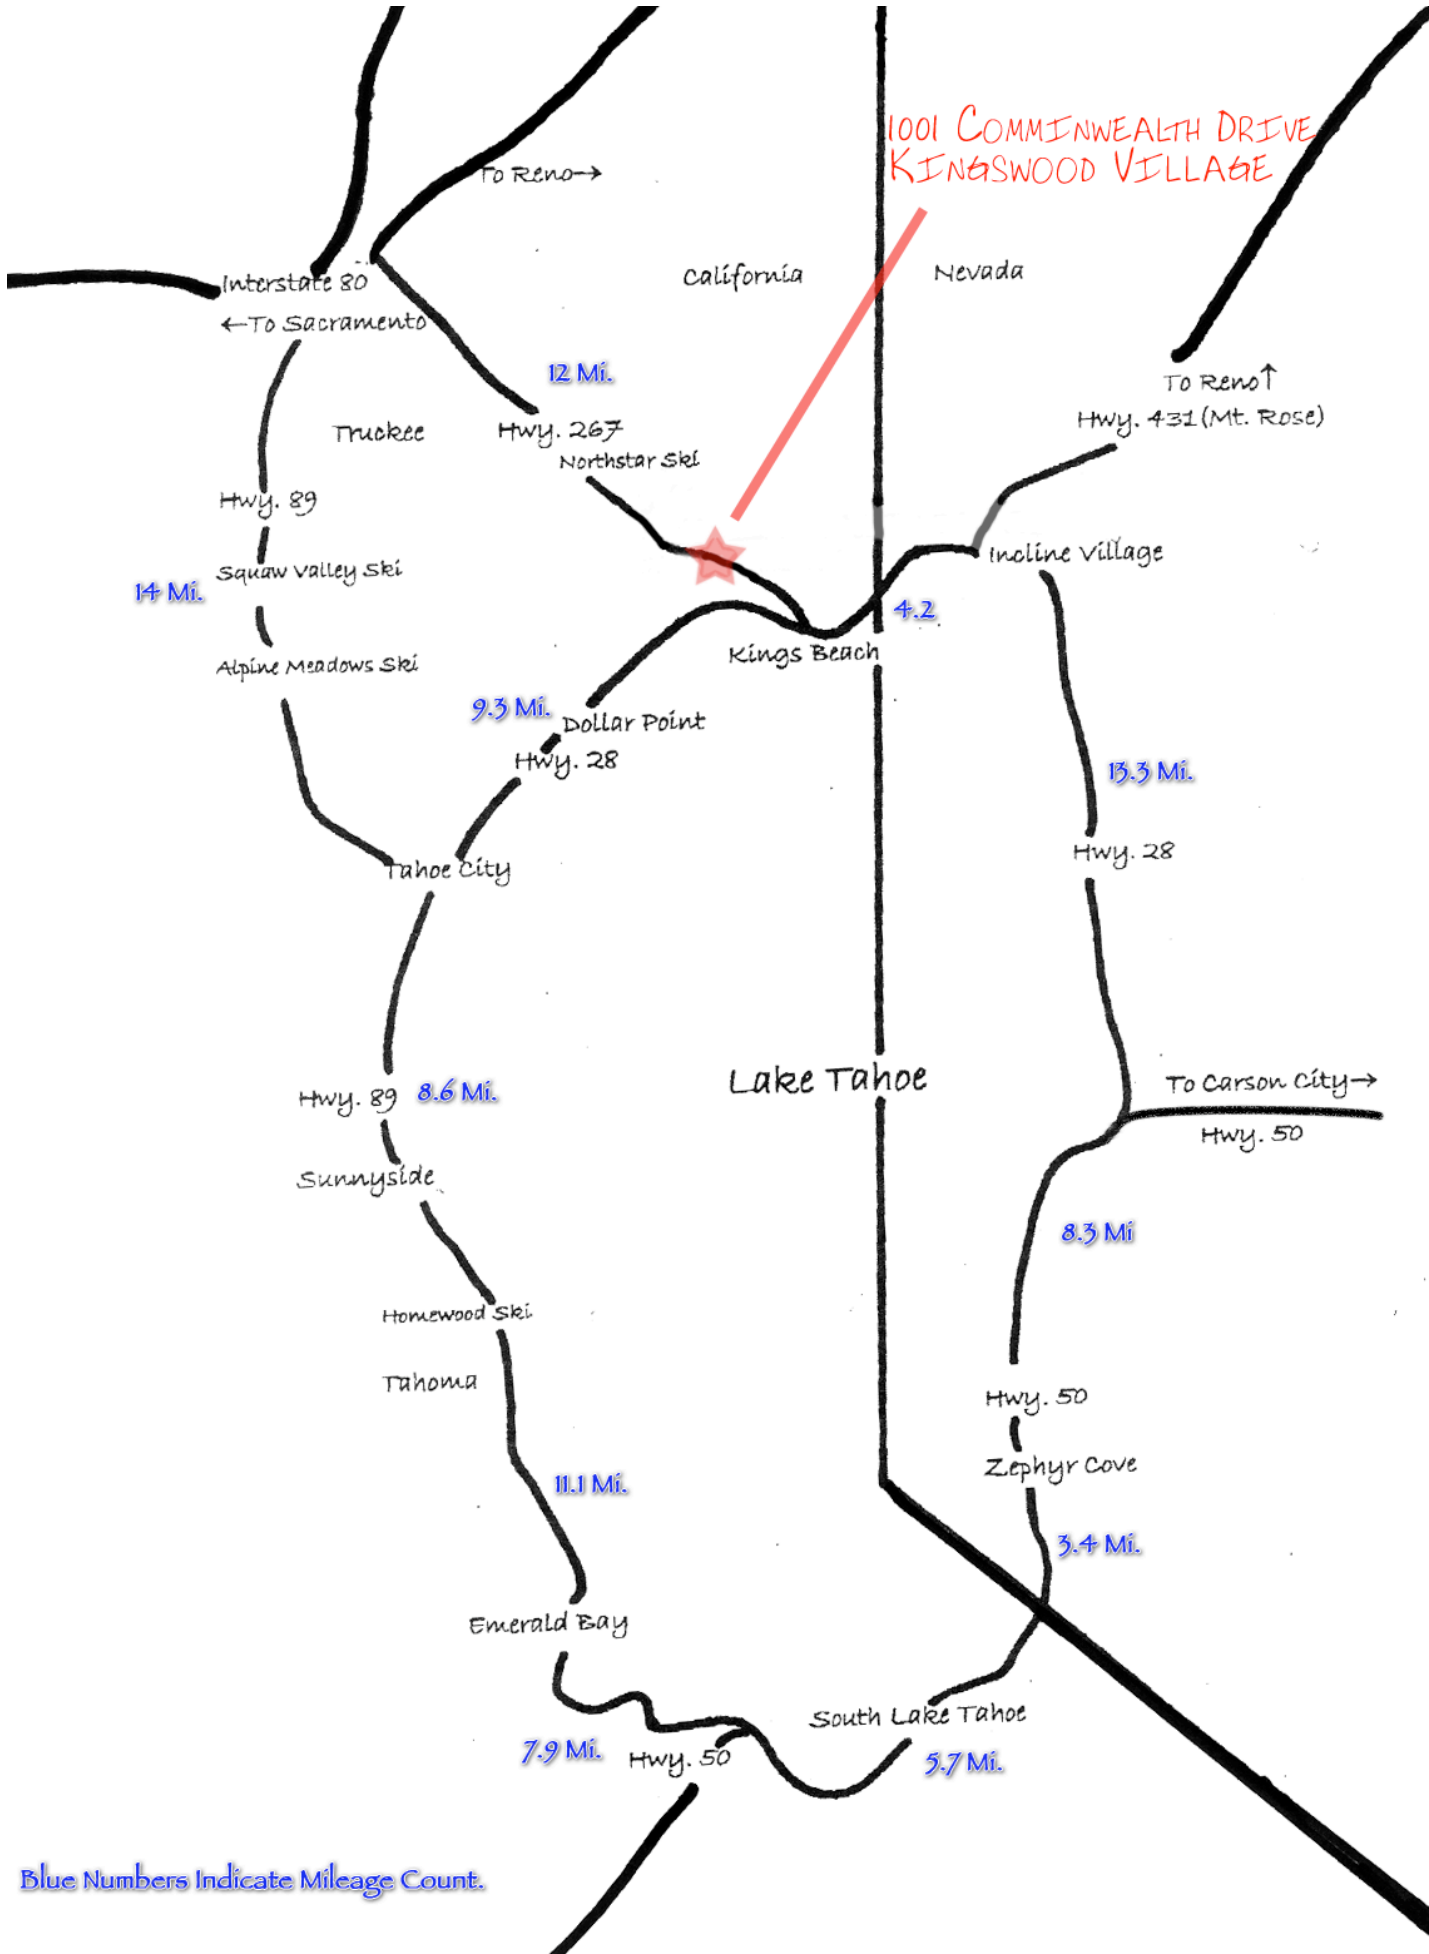 1001 COMMINWEALTH DRIVE
KINGSWOOD VILLAGE
To Reno→
California
Nevada
Interstate 80
←To Sacramento
12 Mi.
To Reno↑
Hwy. 431(Mt. Rose)
Truckee
Hwy. 267
Northstar Ski
Hwy. 89
Squaw Valley Ski
14 Mi.
Incline Village
4.2
Alpine Meadows Ski
Kings Beach
9.3 Mi.
Dollar Point
Hwy. 28
13.3 Mi.
Hwy. 28
Tahoe City
Lake Tahoe
To Carson City→
Hwy. 50
Hwy. 89
8.6 Mi.
Sunnyside
8.3 Mi
Homewood Ski
Tahoma
Hwy. 50
Zephyr Cove
11.1 Mi.
3.4 Mi.
Emerald Bay
South Lake Tahoe
7.9 Mi.
Hwy. 50
5.7 Mi.
Blue Numbers Indicate Mileage Count.